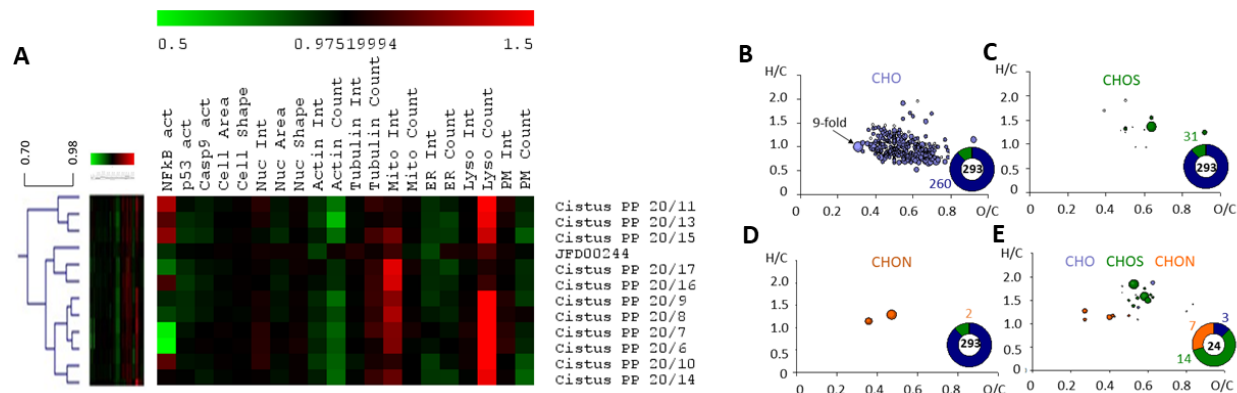 A
0.5 0.97519994 1.5
0.70 0.98
NFkB act
p53 act
Casp9 act
Cell Area
Cell Shape
Nuc Int
Nuc Area
Nuc Shape
Actin Int
Actin Count
Tubulin Int
Tubulin Count
Mito Int
Mito Count
ER Int
ER Count
Lyso Int
Lyso Count
PM Int
PM Count
Cistus PP 20/11
Cistus PP 20/13
Cistus PP 20/15
JFD00244
Cistus PP 20/17
Cistus PP 20/16
Cistus PP 20/9
Cistus PP 20/8
Cistus PP 20/7
Cistus PP 20/6
Cistus PP 20/10
Cistus PP 20/14
B
H/C
CHO
2.0
1.5
9-fold
1.0
0.5
0
293
260
0 0.2 0.4 0.6 0.8 O/C
C
H/C
CHOS
2.0
1.5
1.0
0.5
0
31
293
0 0.2 0.4 0.6 0.8 O/C
D
H/C
CHON
2.0
1.5
1.0
0.5
0
2
293
0 0.2 0.4 0.6 0.8 O/C
E
H/C
CHO CHOS CHON
2.0
1.5
1.0
0.5
0
7
3
24
14
0 0.2 0.4 0.6 0.8 O/C